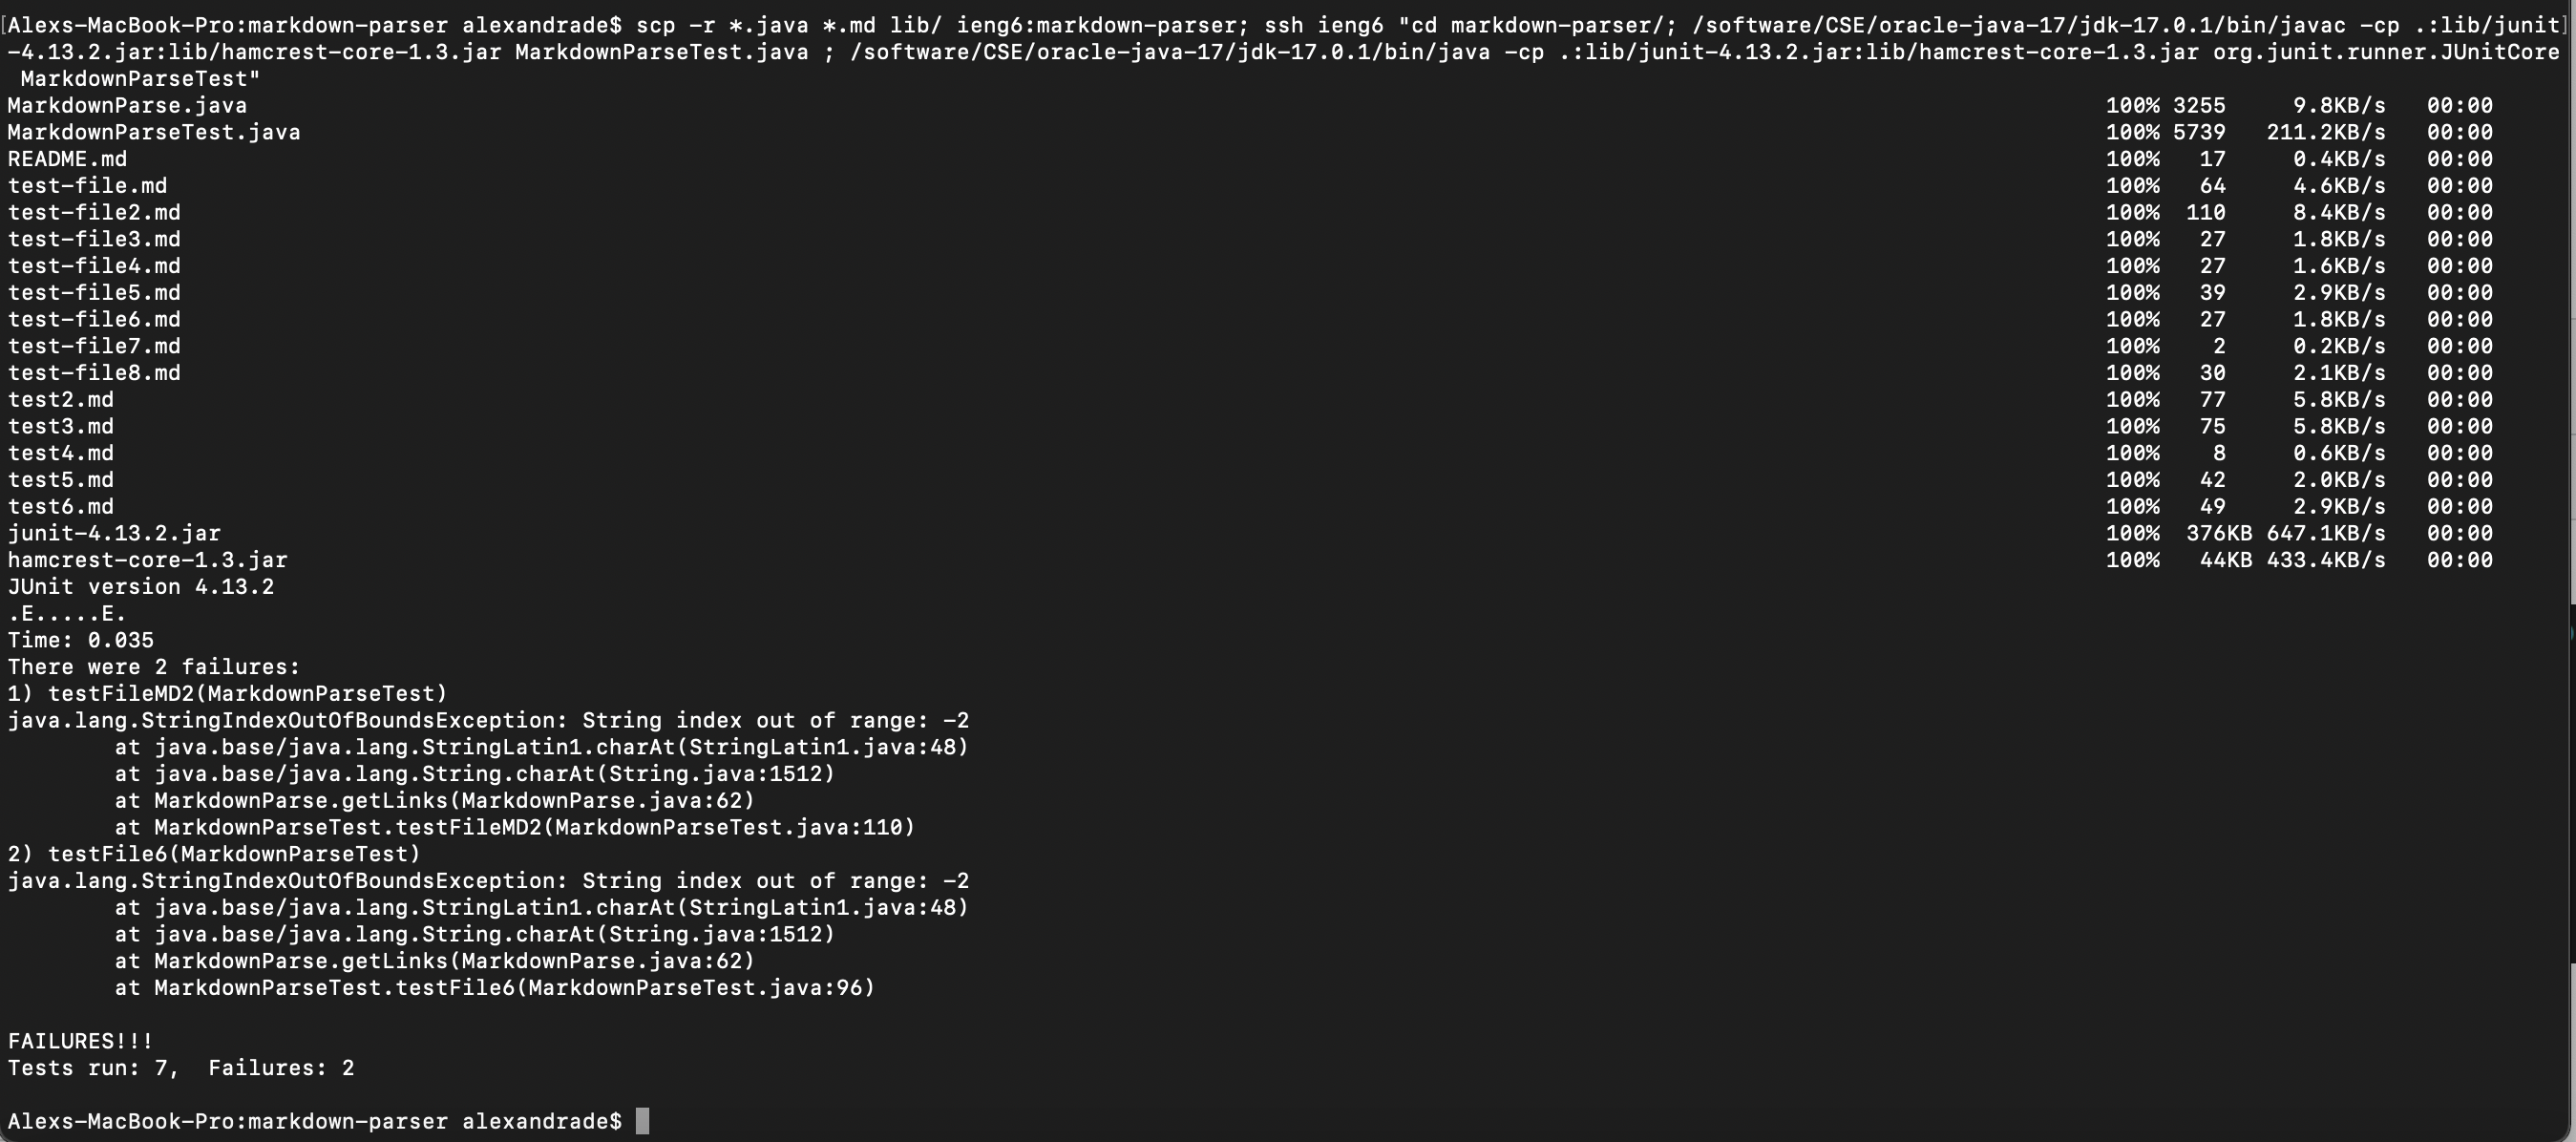 [Alexs-MacBook-Pro:markdown-parser alexandrade$ scp -r *.java *.md lib/ ieng6:markdown-parser; ssh ieng6 "cd markdown-parser/; /software/CSE/oracle-java-17/jdk-17.0.1/bin/javac -cp .:lib/junit]
-4.13.2.jar:lib/hamcrest-core-1.3.jar MarkdownParseTest.java ; /software/CSE/oracle-java-17/jdk-17.0.1/bin/java -cp .:lib/junit-4.13.2.jar:lib/hamcrest-core-1.3.jar org.junit.runner.JUnitCore
 MarkdownParseTest"
MarkdownParse.java 100% 3255 9.8KB/s 00:00
MarkdownParseTest.java 100% 5739 211.2KB/s 00:00
README.md 100% 17 0.4KB/s 00:00
test-file.md 100% 64 4.6KB/s 00:00
test-file2.md 100% 110 8.4KB/s 00:00
test-file3.md 100% 27 1.8KB/s 00:00
test-file4.md 100% 27 1.6KB/s 00:00
test-file5.md 100% 39 2.9KB/s 00:00
test-file6.md 100% 27 1.8KB/s 00:00
test-file7.md 100% 2 0.2KB/s 00:00
test-file8.md 100% 30 2.1KB/s 00:00
test2.md 100% 77 5.8KB/s 00:00
test3.md 100% 75 5.8KB/s 00:00
test4.md 100% 8 0.6KB/s 00:00
test5.md 100% 42 2.0KB/s 00:00
test6.md 100% 49 2.9KB/s 00:00
junit-4.13.2.jar 100% 376KB 647.1KB/s 00:00
hamcrest-core-1.3.jar 100% 44KB 433.4KB/s 00:00
JUnit version 4.13.2
.E.....E.
Time: 0.035
There were 2 failures:
1) testFileMD2(MarkdownParseTest)
java.lang.StringIndexOutOfBoundsException: String index out of range: -2
        at java.base/java.lang.StringLatin1.charAt(StringLatin1.java:48)
        at java.base/java.lang.String.charAt(String.java:1512)
        at MarkdownParse.getLinks(MarkdownParse.java:62)
        at MarkdownParseTest.testFileMD2(MarkdownParseTest.java:110)
2) testFile6(MarkdownParseTest)
java.lang.StringIndexOutOfBoundsException: String index out of range: -2
        at java.base/java.lang.StringLatin1.charAt(StringLatin1.java:48)
        at java.base/java.lang.String.charAt(String.java:1512)
        at MarkdownParse.getLinks(MarkdownParse.java:62)
        at MarkdownParseTest.testFile6(MarkdownParseTest.java:96)

FAILURES!!!
Tests run: 7,  Failures: 2

Alexs-MacBook-Pro:markdown-parser alexandrade$